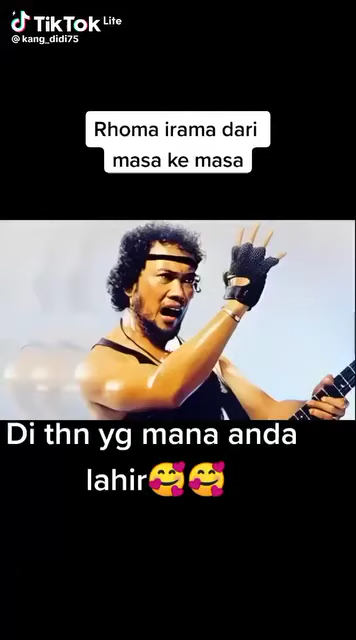 TikTok Lite
@kang_didi75
Rhoma irama dari
masa ke masa
Di thn yg mana anda
lahir🥰🥰